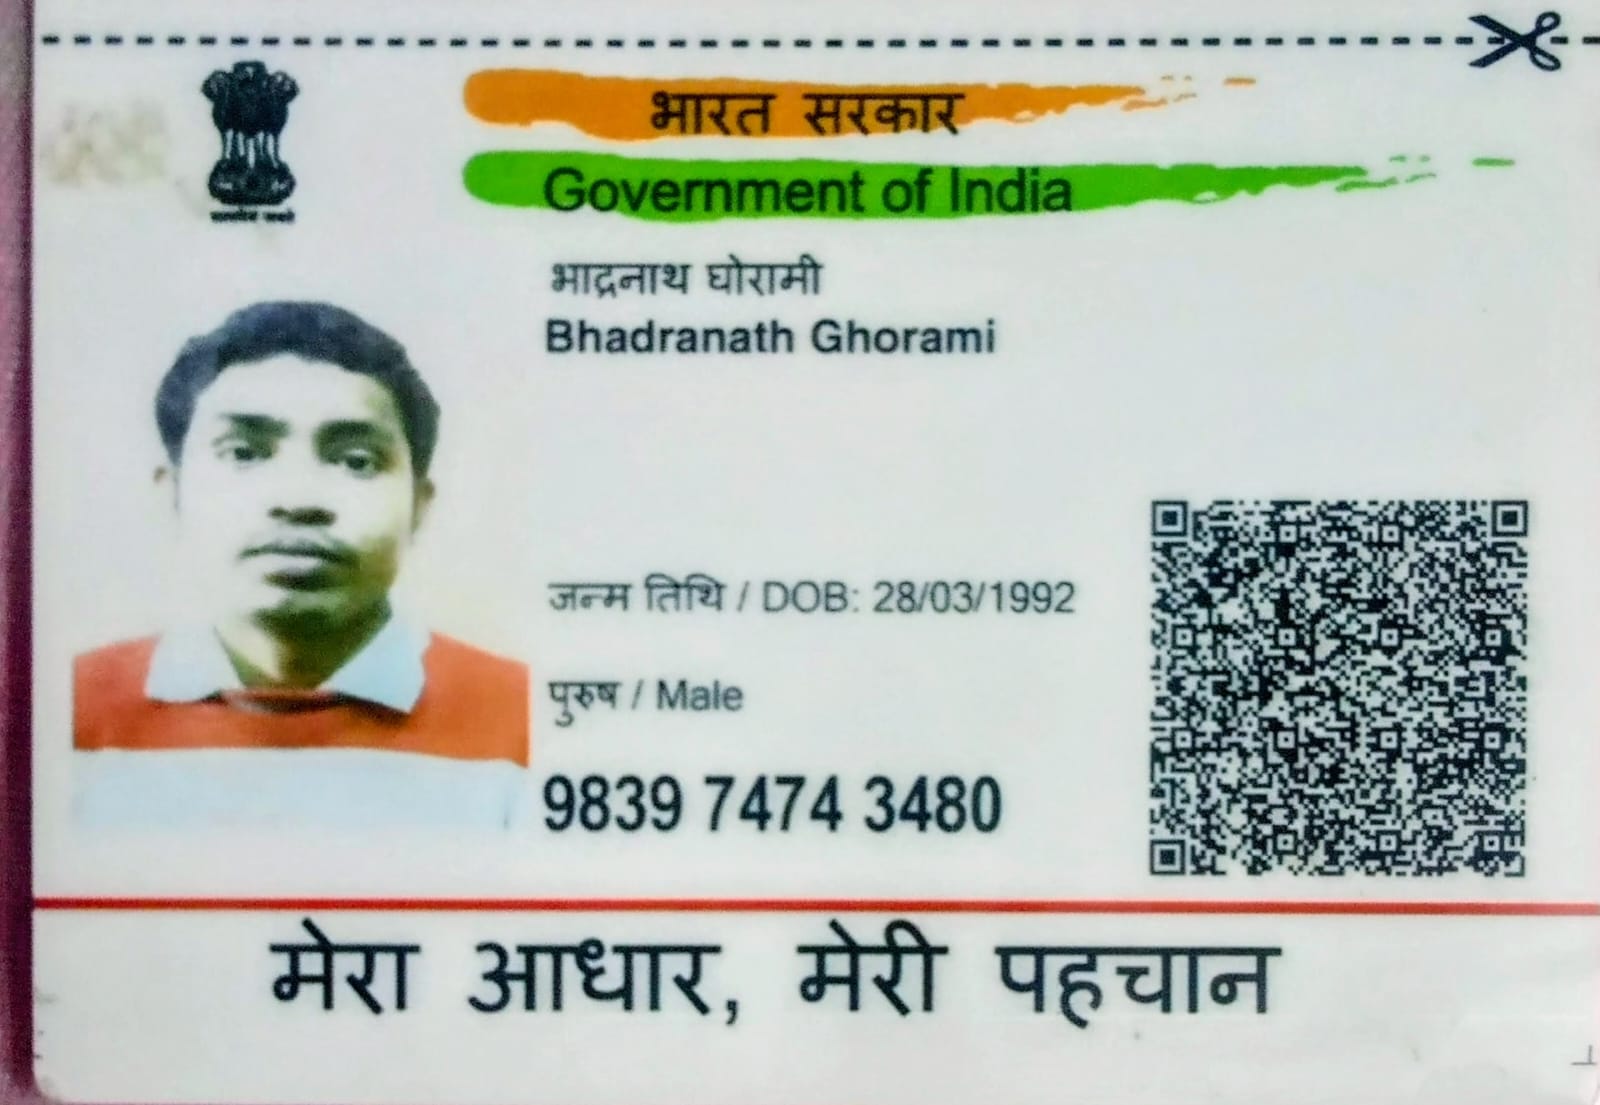 भारत सरकार
Government of India
भाद्रनाथ घोरामी
Bhadranath Ghorami
जन्म तिथि / DOB: 28/03/1992
पुरुष / Male
9839 7474 3480
मेरा आधार, मेरी पहचान